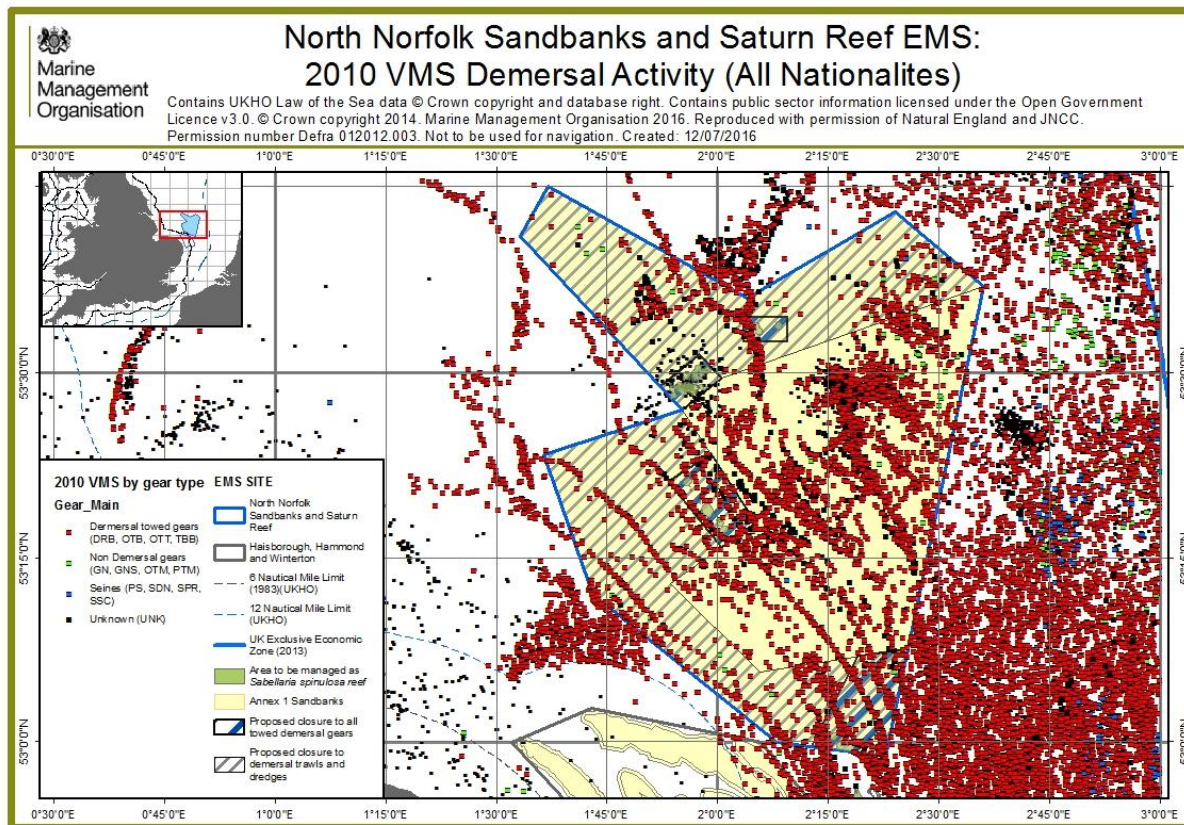 Marine
Management
Organisation
North Norfolk Sandbanks and Saturn Reef EMS:
2010 VMS Demersal Activity (All Nationalites)
Contains UKHO Law of the Sea data © Crown copyright and database right. Contains public sector information licensed under the Open Government
Licence v3.0. © Crown copyright 2014. Marine Management Organisation 2016. Reproduced with permission of Natural England and JNCC.
Permission number Defra 012012.003. Not to be used for navigation. Created: 12/07/2016
0°30'0"E 0°45'0"E 1°0'0"E 1°15'0"E 1°30'0"E 1°45'0"E 2°0'0"E 2°15'0"E 2°30'0"E 2°45'0"E 3°0'0"E
53°30'0"N
53°15'0"N
53°0'0"N
53°30'0"N
53°15'0"N
53°0'0"N
2010 VMS by gear type
Gear_Main
Dermersal towed gears
(DRB, OTB, OTT, TBB)
Non Demersal gears
(GN, GNS, OTM, PTM)
Seines (PS, SDN, SPR,
SSC)
Unknown (UNK)
EMS SITE
North Norfolk
Sandbanks and Saturn
Reef
Haisborough, Hammond
and Winterton
6 Nautical Mile Limit
(1983)(UKHO)
12 Nautical Mile Limit
(UKHO)
UK Exclusive Economic
Zone (2013)
Area to be managed as
Sabellaria spinulosa reef
Annex 1 Sandbanks
Proposed closure to all
towed demersal gears
Proposed closure to
demersal trawls and
dredges
0°30'0"E 0°45'0"E 1°0'0"E 1°15'0"E 1°30'0"E 1°45'0"E 2°0'0"E 2°15'0"E 2°30'0"E 2°45'0"E 3°0'0"E